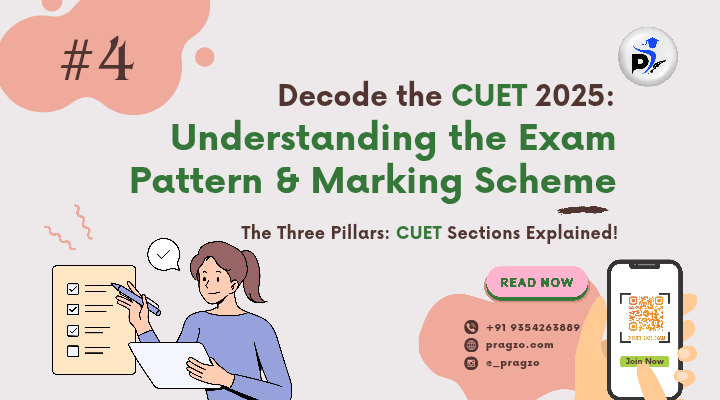 #4
Decode the CUET 2025:
Understanding the Exam
Pattern & Marking Scheme
The Three Pillars: CUET Sections Explained!
READ NOW
+91 9354263889
pragzo.com
e_pragzo
Join Now